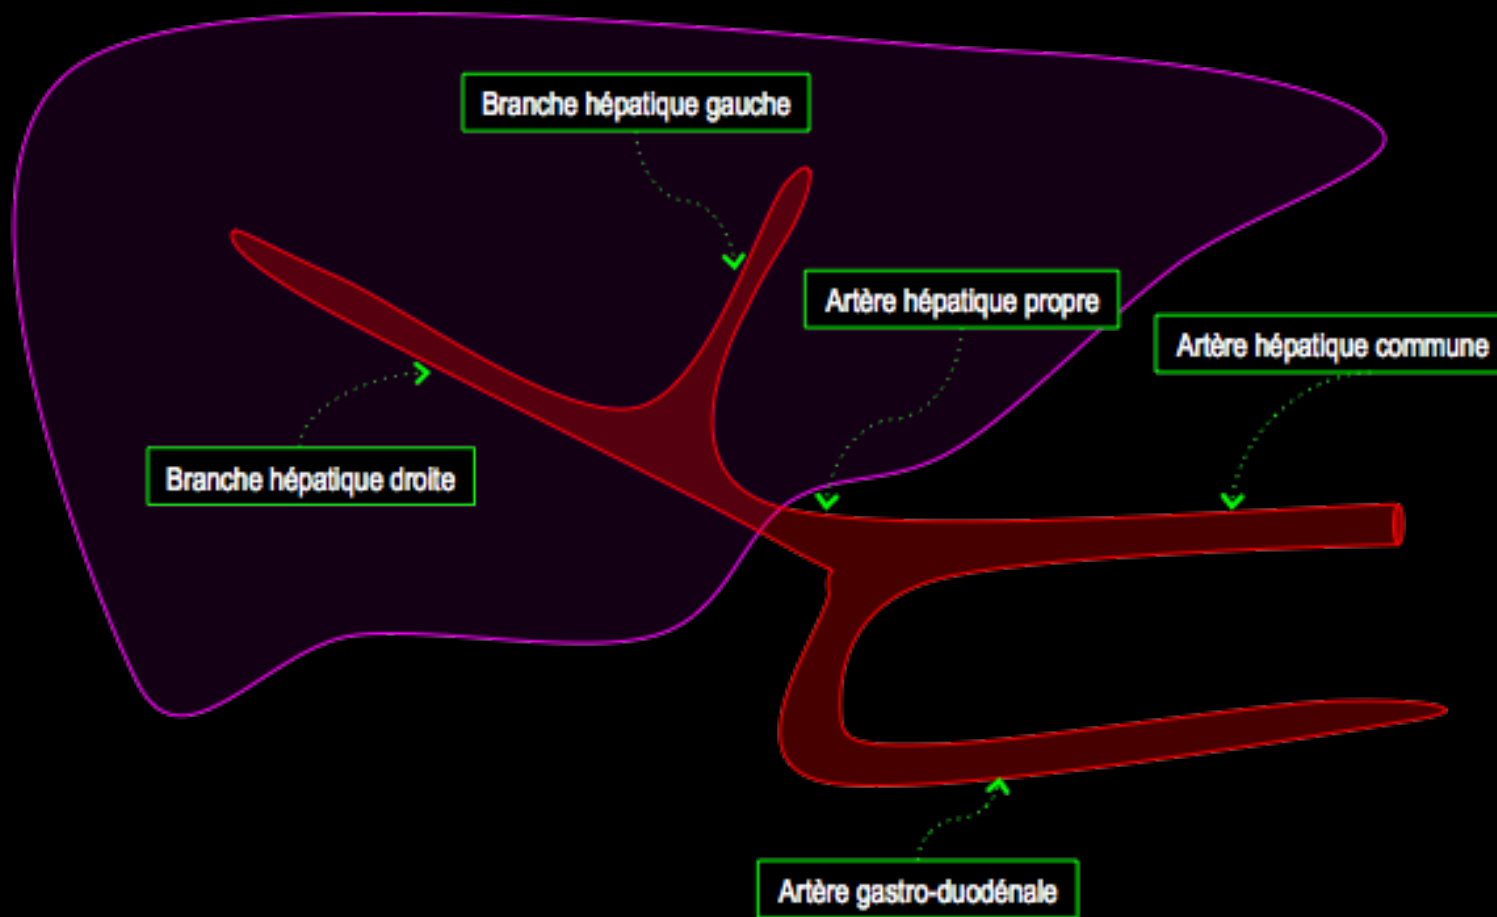 Branche hépatique gauche
Artère hépatique propre
Artère hépatique commune
Branche hépatique droite
Artère gastro-duodénale